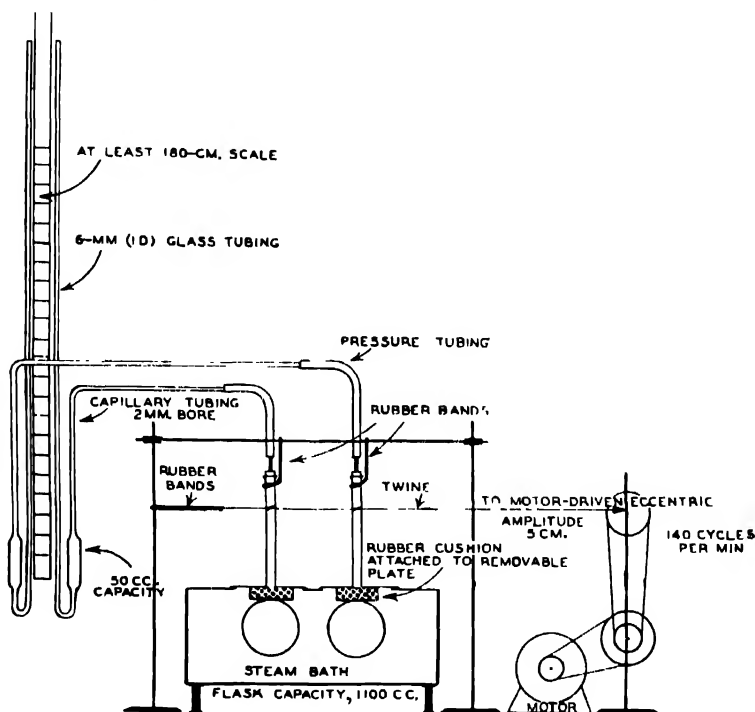 AT LEAST 180-CM. SCALE
6-MM (ID) GLASS TUBING
PRESSURE TUBING
CAPILLARY TUBING
2MM. BORE
RUBBER BANDS
RUBBER
BANDS
TWINE
TO MOTOR-DRIVEN ECCENTRIC
AMPLITUDE
5 CM.
140 CYCLES
PER MIN
RUBBER CUSHION
ATTACHED TO REMOVABLE
PLATE
50 CC.
CAPACITY
STEAM BATH
FLASK CAPACITY, 1100 CC.
MOTOR